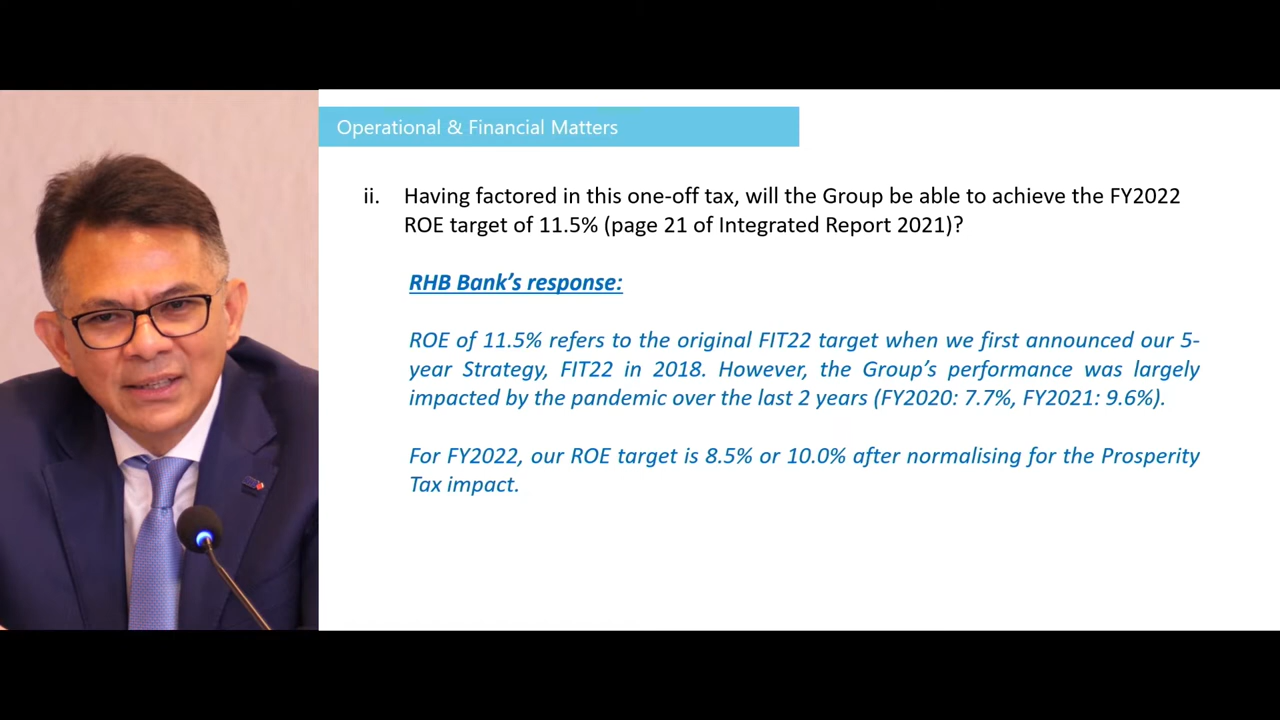 Operational & Financial Matters
ii. Having factored in this one-off tax, will the Group be able to achieve the FY2022
ROE target of 11.5% (page 21 of Integrated Report 2021)?
RHB Bank’s response:
ROE of 11.5% refers to the original FIT22 target when we first announced our 5-
year Strategy, FIT22 in 2018. However, the Group’s performance was largely
impacted by the pandemic over the last 2 years (FY2020: 7.7%, FY2021: 9.6%).
For FY2022, our ROE target is 8.5% or 10.0% after normalising for the Prosperity
Tax impact.